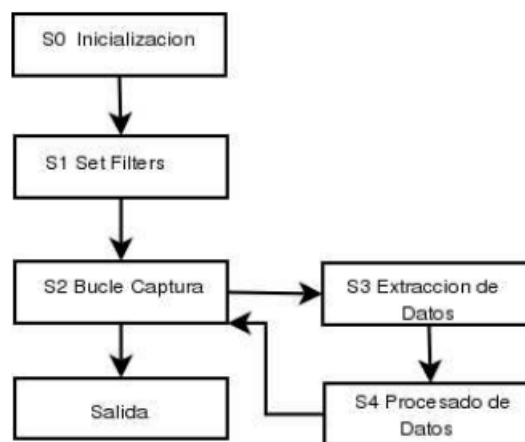 S0 Inicializacion
S1 Set Filters
S2 Bucle Captura
S3 Extraccion de
Datos
Salida
S4 Procesado de
Datos